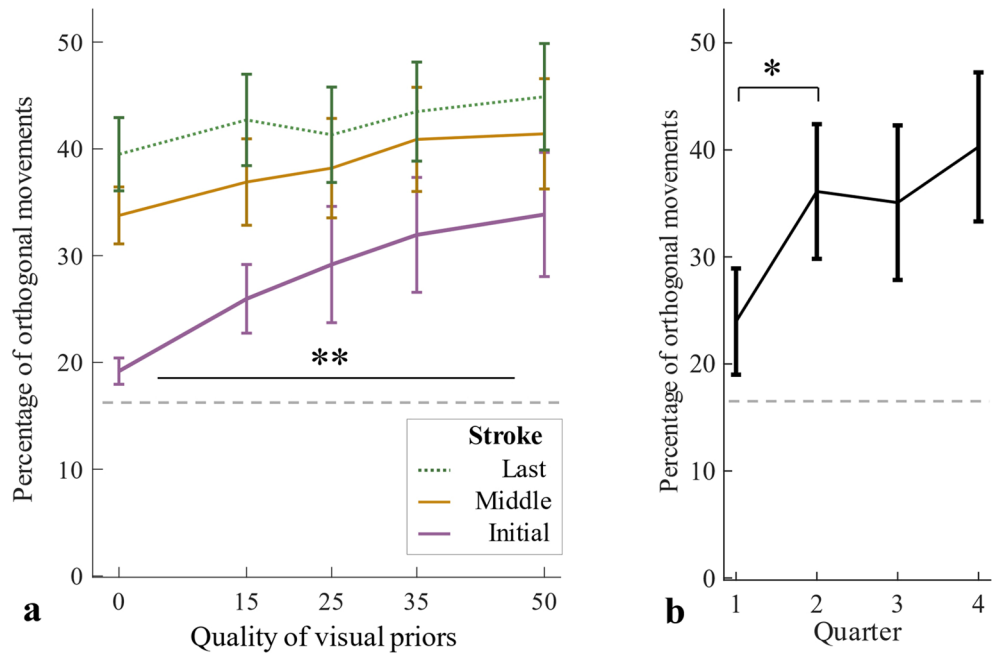 Percentage of orthogonal movements
50
40
30
20
10
0
**
Stroke
Last
Middle
Initial
0 15 25 35 50
Quality of visual priors
a
Percentage of orthogonal movements
50
40
30
20
10
0
*
1 2 3 4
Quarter
b